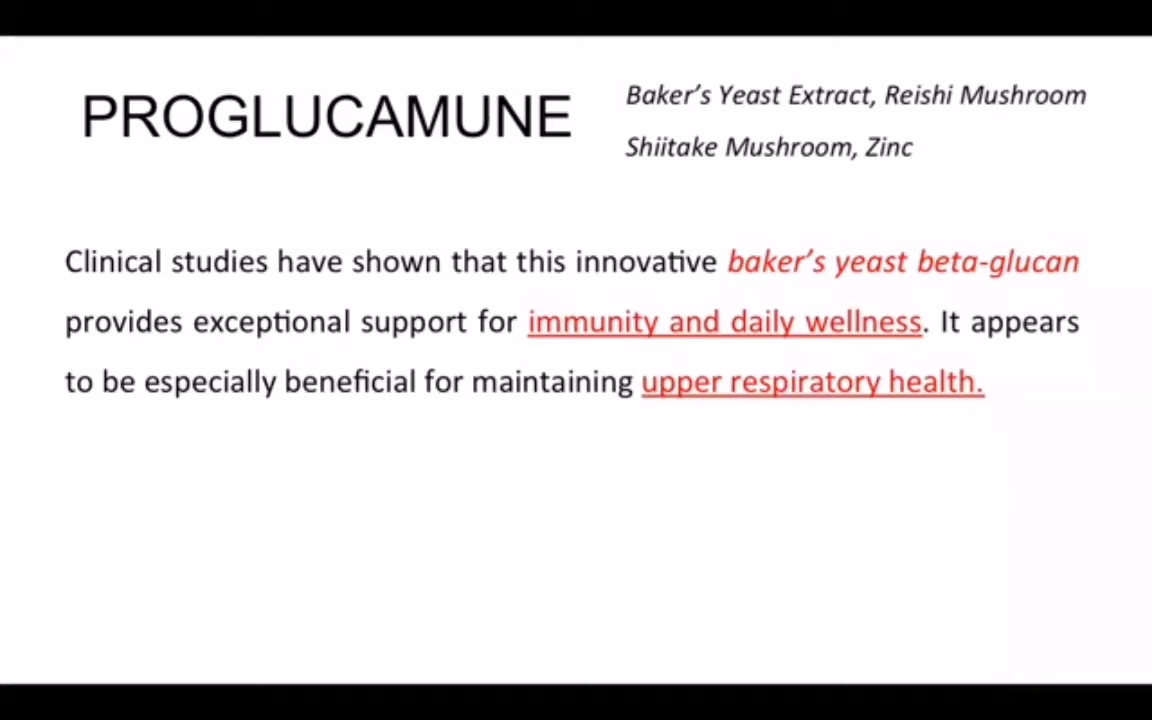 PROGLUCAMUNE
Baker's Yeast Extract, Reishi Mushroom
Shiitake Mushroom, Zinc
Clinical studies have shown that this innovative baker's yeast beta-glucan
provides exceptional support for immunity and daily wellness. It appears
to be especially beneficial for maintaining upper respiratory health.